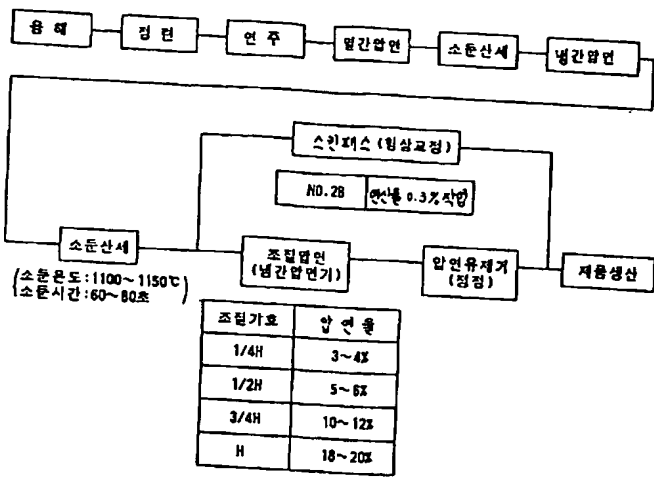 용해
정련
연주
열간압연
소둔산세
냉간압연
스킨패스(형상교정)
NO.2B 연신률 0.3% 작업
소둔산세
(소둔온도:1100~1150℃
소둔시간:60~80초)
조질압연
(냉간압연기)
압연유제거
(정정)
제품생산
조질기호 압연율
1/4H 3~4%
1/2H 5~6%
3/4H 10~12%
H 18~20%